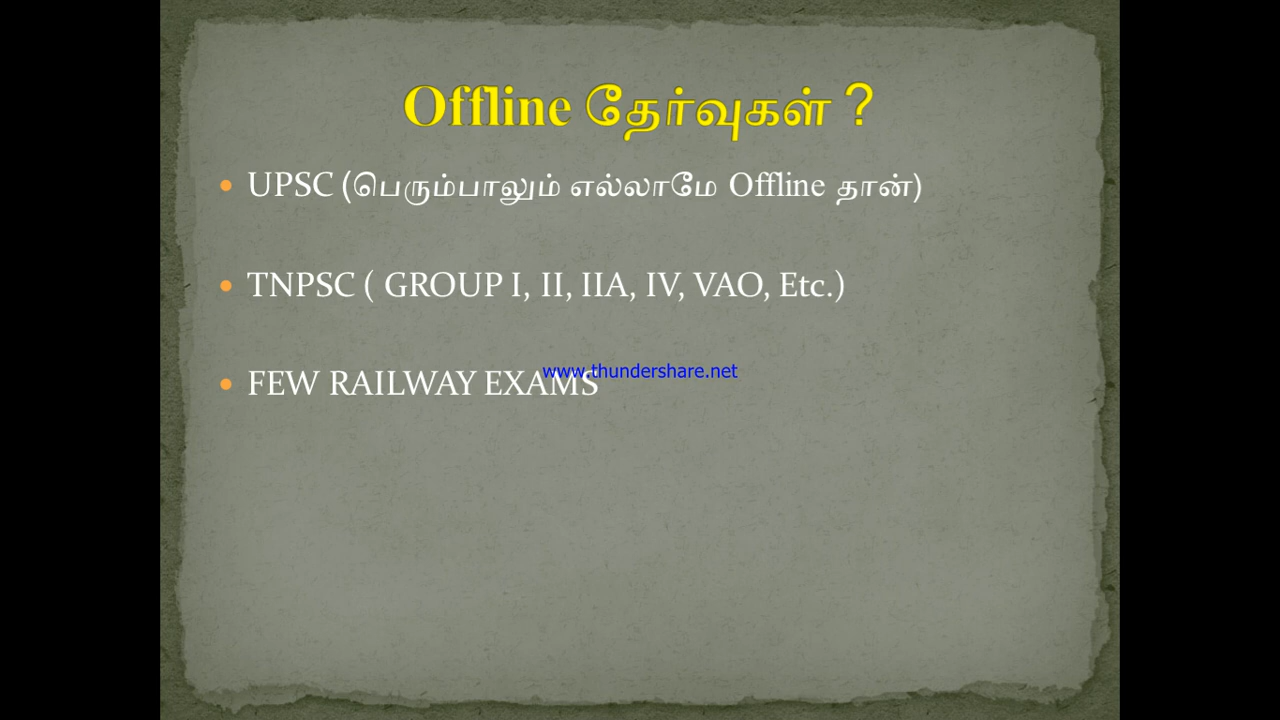 Offline தேர்வுகள் ?
• UPSC (பெரும்பாலும் எல்லாமே Offline தான்)
• TNPSC ( GROUP I, II, IIA, IV, VAO, Etc.)
www.thundershare.net
• FEW RAILWAY EXAMS